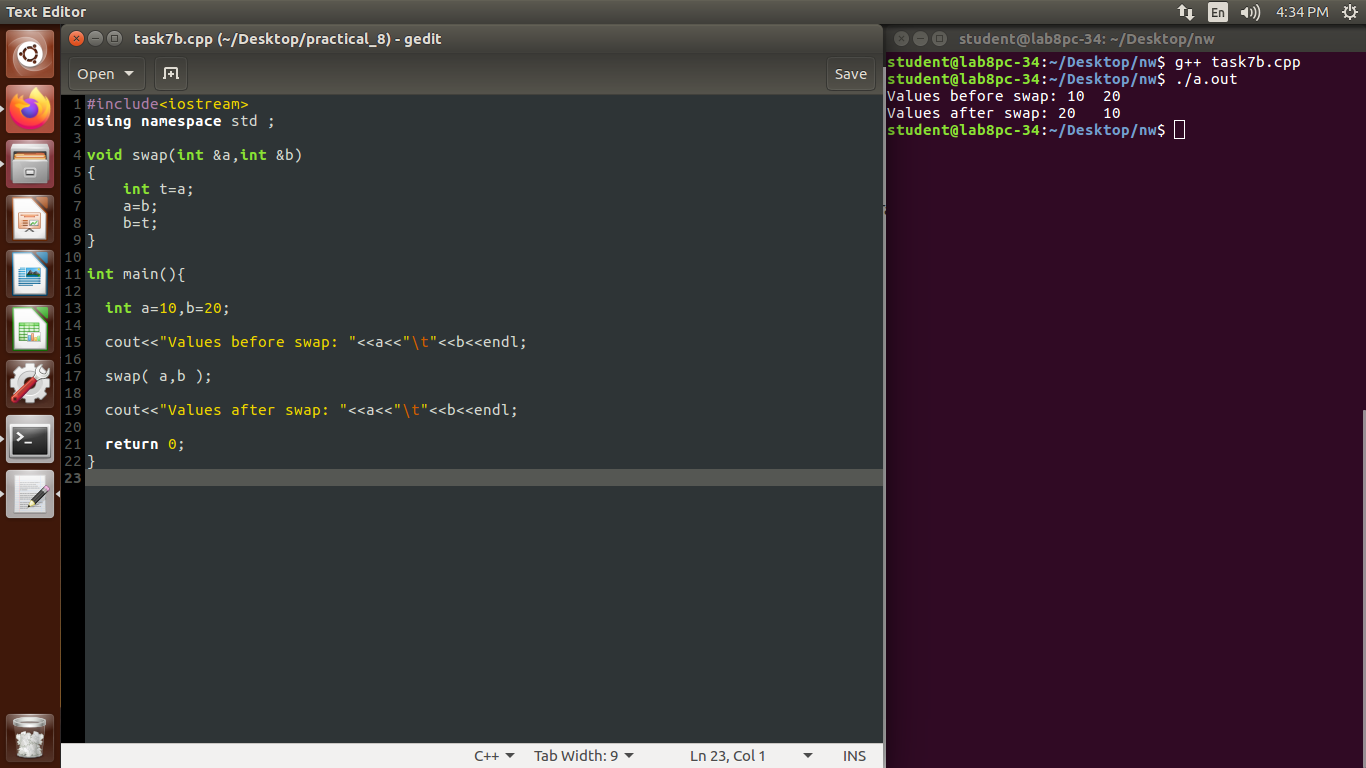 Text Editor
En
4:34 PM
task7b.cpp (~/Desktop/practical_8) - gedit
Open
Save
1 #include<iostream>
2 using namespace std ;
3
4 void swap(int &a,int &b)
5 {
6     int t=a;
7     a=b;
8     b=t;
9 }
10
11 int main(){
12
13   int a=10,b=20;
14
15   cout<<"Values before swap: "<<a<<"\t"<<b<<endl;
16
17   swap( a,b );
18
19   cout<<"Values after swap: "<<a<<"\t"<<b<<endl;
20
21   return 0;
22 }
23
C++
Tab Width: 9
Ln 23, Col 1
INS
student@lab8pc-34: ~/Desktop/nw
student@lab8pc-34:~/Desktop/nw$ g++ task7b.cpp
student@lab8pc-34:~/Desktop/nw$ ./a.out
Values before swap: 10  20
Values after swap: 20   10
student@lab8pc-34:~/Desktop/nw$